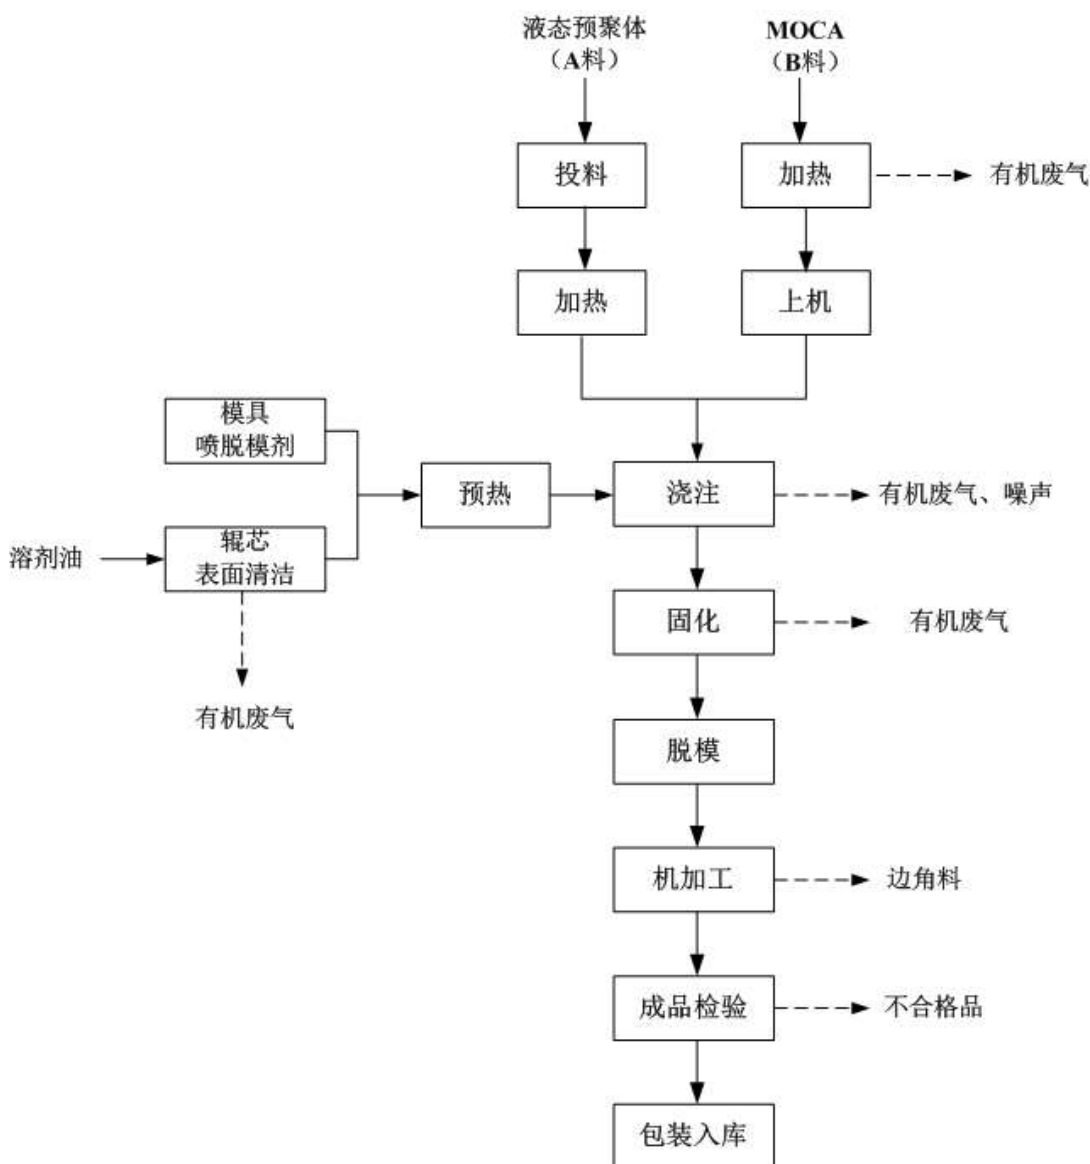 液态预聚体
（A料）
MOCA
（B料）
投料
加热
有机废气
加热
上机
模具
喷脱模剂
预热
浇注
有机废气、噪声
溶剂油
辊芯
表面清洁
固化
有机废气
有机废气
脱模
机加工
边角料
成品检验
不合格品
包装入库